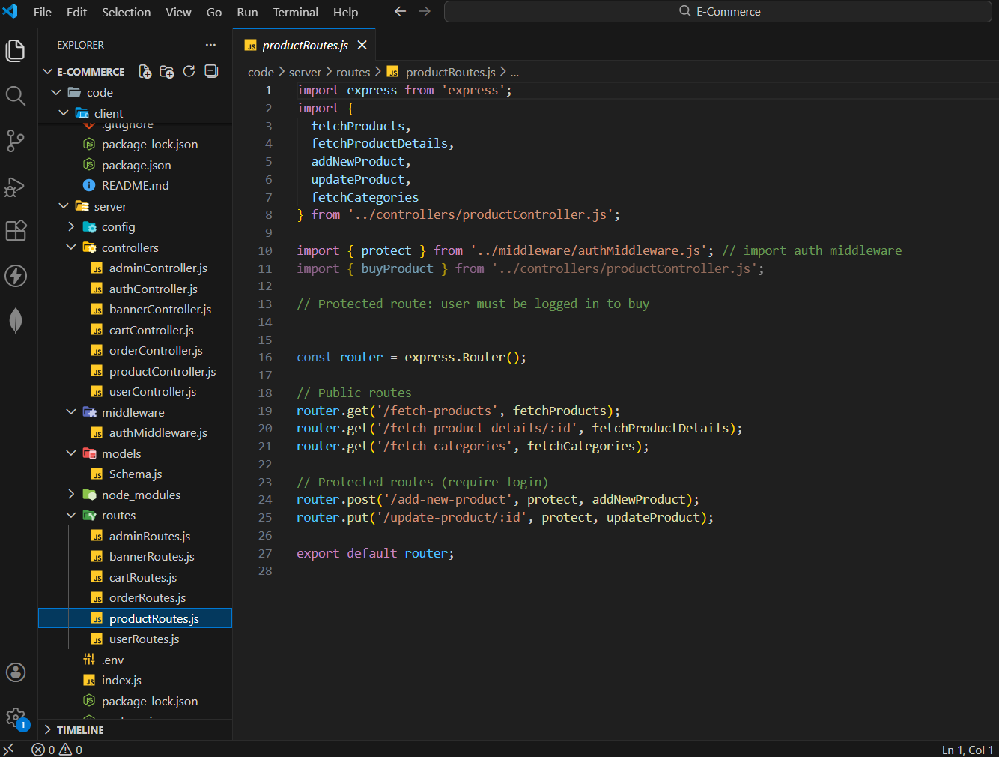 File Edit Selection View Go Run Terminal Help
E-Commerce
EXPLORER
E-COMMERCE
code
client
.gitignore
package-lock.json
package.json
README.md
server
config
controllers
adminController.js
authController.js
bannerController.js
cartController.js
orderController.js
productController.js
userController.js
middleware
authMiddleware.js
models
Schema.js
node_modules
routes
adminRoutes.js
bannerRoutes.js
cartRoutes.js
orderRoutes.js
productRoutes.js
userRoutes.js
.env
index.js
package-lock.json
TIMELINE
productRoutes.js
code > server > routes > JS productRoutes.js > ...
1 import express from 'express';
2 import {
3 fetchProducts,
4 fetchProductDetails,
5 addNewProduct,
6 updateProduct,
7 fetchCategories
8 } from '../controllers/productController.js';
9
10 import { protect } from '../middleware/authMiddleware.js'; // import auth middleware
11 import { buyProduct } from '../controllers/productController.js';
12
13 // Protected route: user must be logged in to buy
14
15
16 const router = express.Router();
17
18 // Public routes
19 router.get('/fetch-products', fetchProducts);
20 router.get('/fetch-product-details/:id', fetchProductDetails);
21 router.get('/fetch-categories', fetchCategories);
22
23 // Protected routes (require login)
24 router.post('/add-new-product', protect, addNewProduct);
25 router.put('/update-product/:id', protect, updateProduct);
26
27 export default router;
28
1
0 0
Ln 1, Col 1